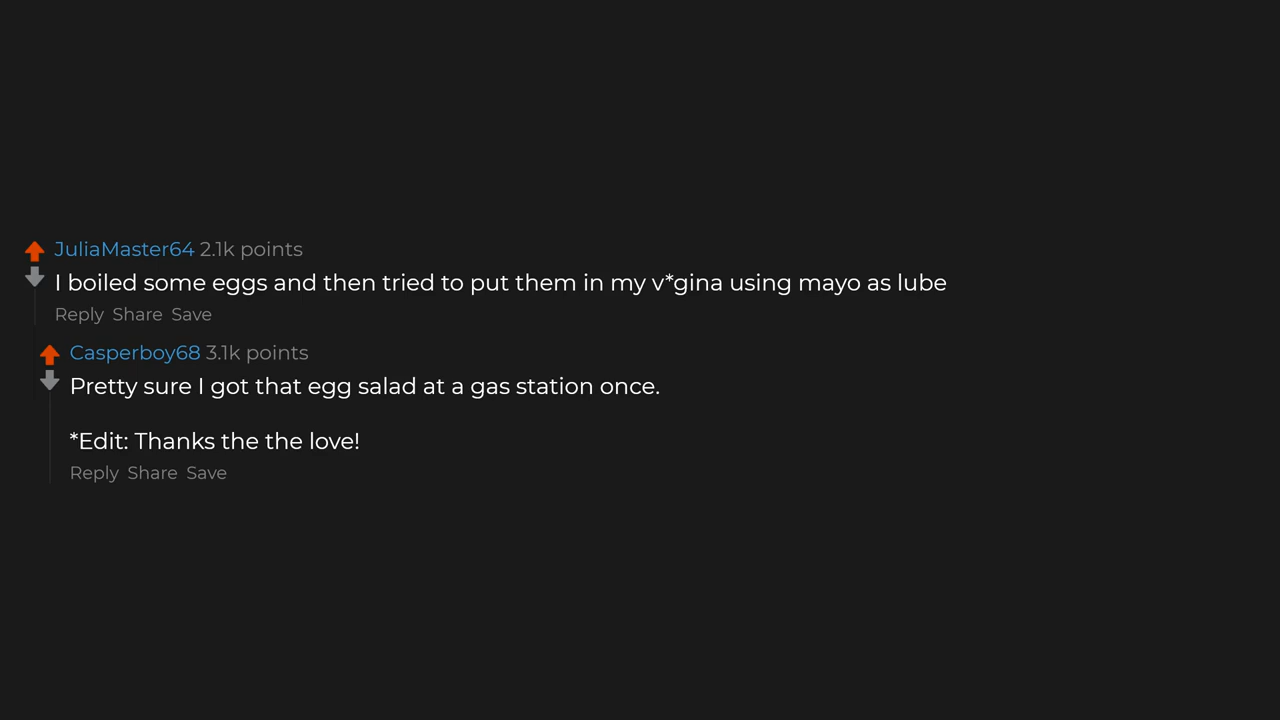 JuliaMaster64 2.1k points
I boiled some eggs and then tried to put them in my v*gina using mayo as lube
Reply Share Save
Casperboy68 3.1k points
Pretty sure I got that egg salad at a gas station once.
*Edit: Thanks the the love!
Reply Share Save